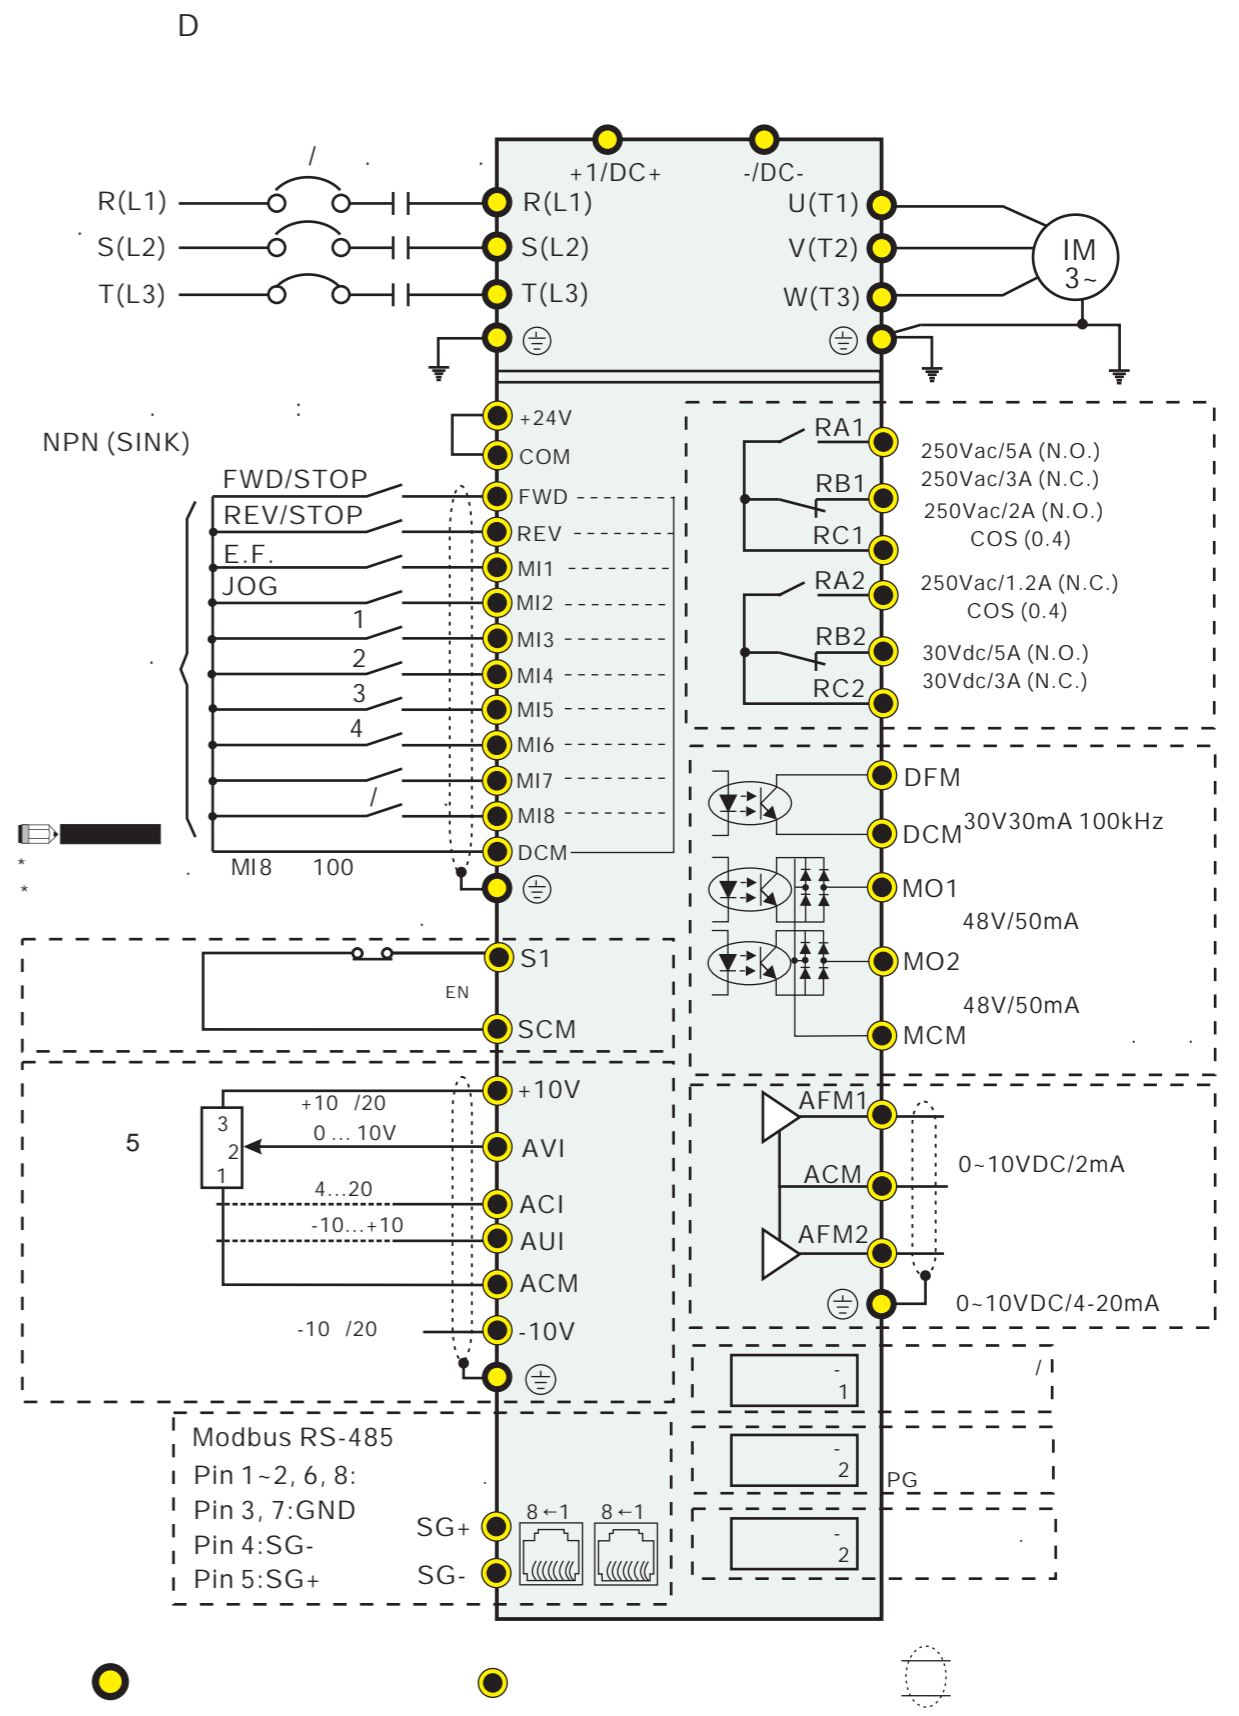 D
/ . .
+1/DC+ -/DC-
R(L1) R(L1) U(T1)
S(L2) S(L2) V(T2)
T(L3) T(L3) W(T3)
IM
3~
. :
NPN (SINK)
+24V
COM
FWD/STOP FWD
REV/STOP REV
E.F. MI1
JOG MI2
1 MI3
2 MI4
3 MI5
4 MI6
MI7
/ MI8
DCM
MI8 100
*
*
RA1
RB1
RC1
RA2
RB2
RC2
250Vac/5A (N.O.)
250Vac/3A (N.C.)
250Vac/2A (N.O.)
COS (0.4)
250Vac/1.2A (N.C.)
COS (0.4)
30Vdc/5A (N.O.)
30Vdc/3A (N.C.)
DFM
DCM 30V30mA 100kHz
MO1
48V/50mA
MO2
48V/50mA
MCM
S1
EN
SCM
+10V
+10 /20
0 ... 10V
AVI
5
3
2
1
4...20 ACI
-10...+10 AUI
ACM
-10 /20 -10V
AFM1
ACM
0~10VDC/2mA
AFM2
0~10VDC/4-20mA
-
1
/
-
2
PG
-
2
Modbus RS-485
Pin 1~2, 6, 8:
Pin 3, 7:GND
Pin 4:SG-
Pin 5:SG+
SG+
SG-
8←1 8←1